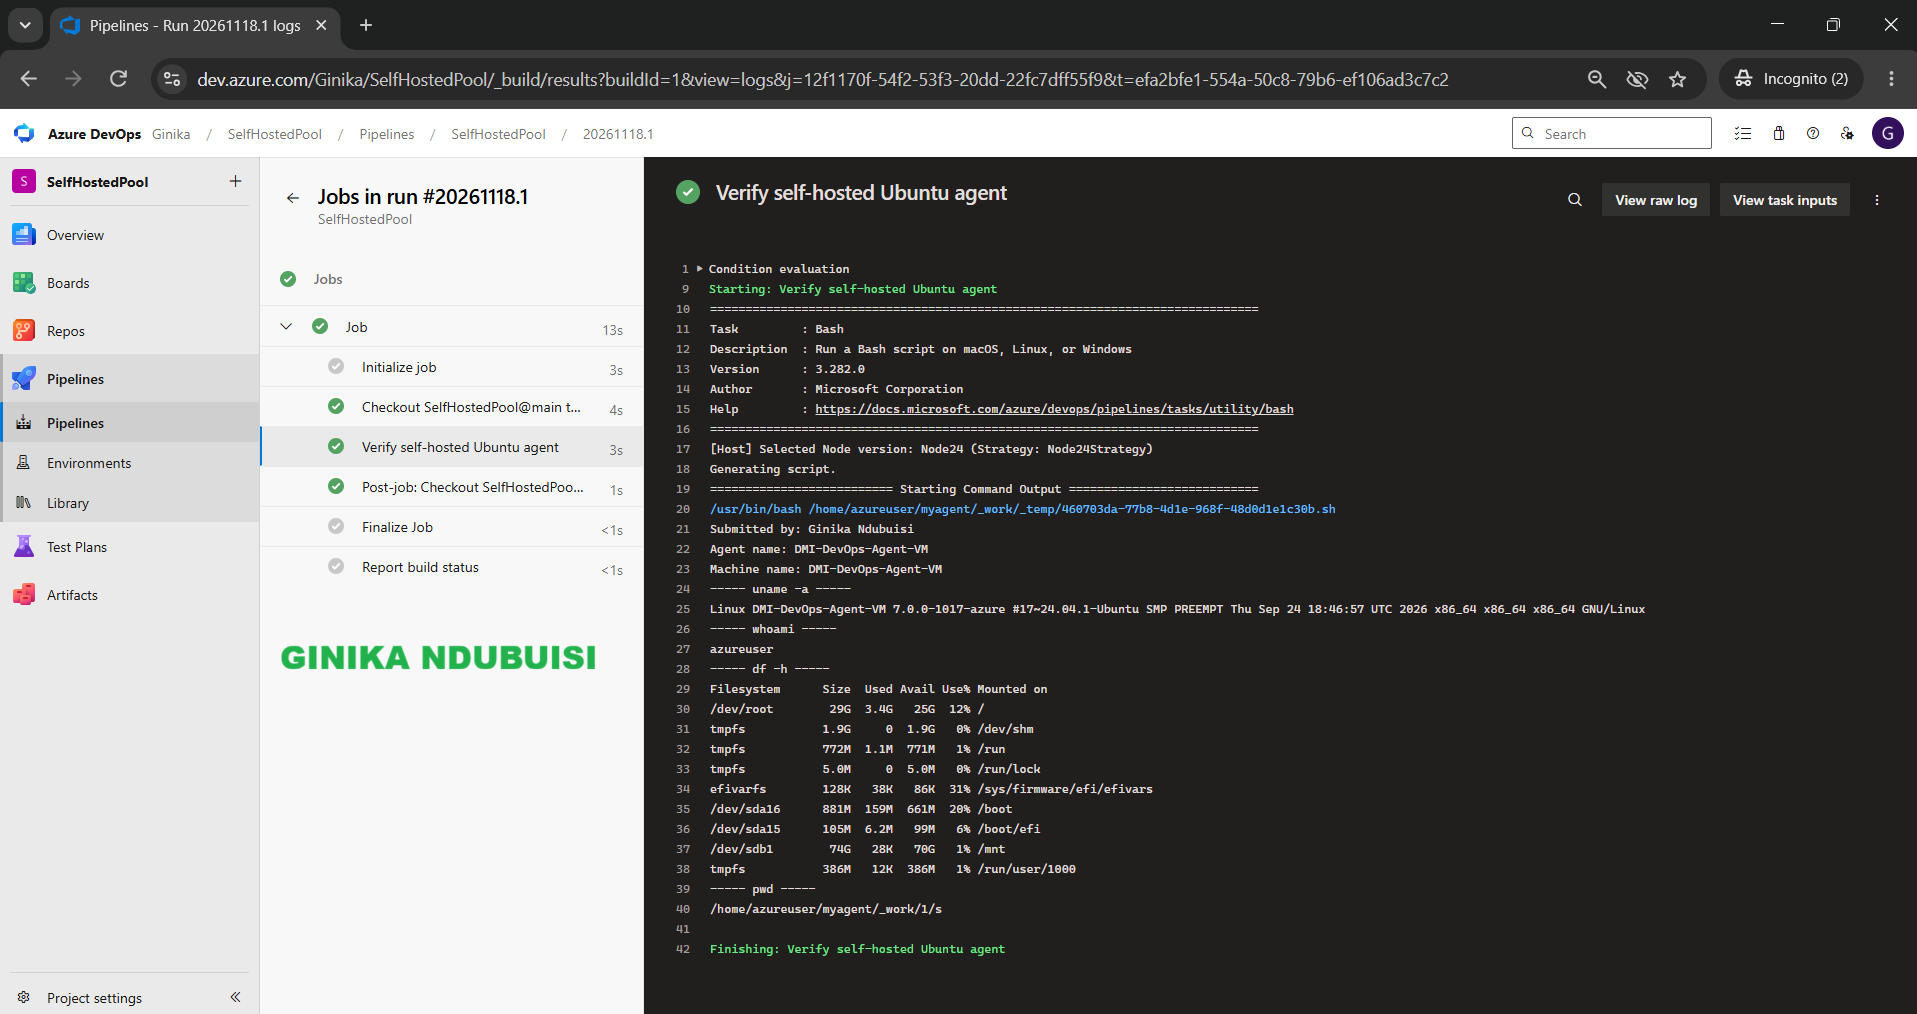 Pipelines - Run 20261118.1 logs
dev.azure.com/Ginika/SelfHostedPool/_build/results?buildId=1&view=logs&j=12f1170f-54f2-53f3-20dd-22fc7dff55f9&t=efa2bfe1-554a-50c8-79b6-ef106ad3c7c2
Incognito (2)
Azure DevOps Ginika / SelfHostedPool / Pipelines / SelfHostedPool / 20261118.1
Search
G
S SelfHostedPool
Overview
Boards
Repos
Pipelines
Pipelines
Environments
Library
Test Plans
Artifacts
Project settings
Jobs in run #20261118.1
SelfHostedPool
Jobs
Job 13s
Initialize job 3s
Checkout SelfHostedPool@main t... 4s
Verify self-hosted Ubuntu agent 3s
Post-job: Checkout SelfHostedPoo... 1s
Finalize Job <1s
Report build status <1s
GINIKA NDUBUISI
Verify self-hosted Ubuntu agent
View raw log
View task inputs
1 Condition evaluation
9 Starting: Verify self-hosted Ubuntu agent
10 ==============================================================================
11 Task         : Bash
12 Description  : Run a Bash script on macOS, Linux, or Windows
13 Version      : 3.282.0
14 Author       : Microsoft Corporation
15 Help         : https://docs.microsoft.com/azure/devops/pipelines/tasks/utility/bash
16 ==============================================================================
17 [Host] Selected Node version: Node24 (Strategy: Node24Strategy)
18 Generating script.
19 ========================== Starting Command Output ===========================
20 /usr/bin/bash /home/azureuser/myagent/_work/_temp/460703da-77b8-4d1e-968f-48d0d1e1c30b.sh
21 Submitted by: Ginika Ndubuisi
22 Agent name: DMI-DevOps-Agent-VM
23 Machine name: DMI-DevOps-Agent-VM
24 ----- uname -a -----
25 Linux DMI-DevOps-Agent-VM 7.0.0-1017-azure #17~24.04.1-Ubuntu SMP PREEMPT Thu Sep 24 18:46:57 UTC 2026 x86_64 x86_64 x86_64 GNU/Linux
26 ----- whoami -----
27 azureuser
28 ----- df -h -----
29 Filesystem      Size  Used Avail Use% Mounted on
30 /dev/root       29G  3.4G   25G  12% /
31 tmpfs           1.9G     0  1.9G   0% /dev/shm
32 tmpfs           772M  1.1M  771M   1% /run
33 tmpfs           5.0M     0  5.0M   0% /run/lock
34 efivarfs        128K   38K   86K  31% /sys/firmware/efi/efivars
35 /dev/sda16      881M  159M  661M  20% /boot
36 /dev/sda15      105M  6.2M   99M   6% /boot/efi
37 /dev/sdb1        74G   28K   70G   1% /mnt
38 tmpfs           386M   12K  386M   1% /run/user/1000
39 ----- pwd -----
40 /home/azureuser/myagent/_work/1/s
41
42 Finishing: Verify self-hosted Ubuntu agent